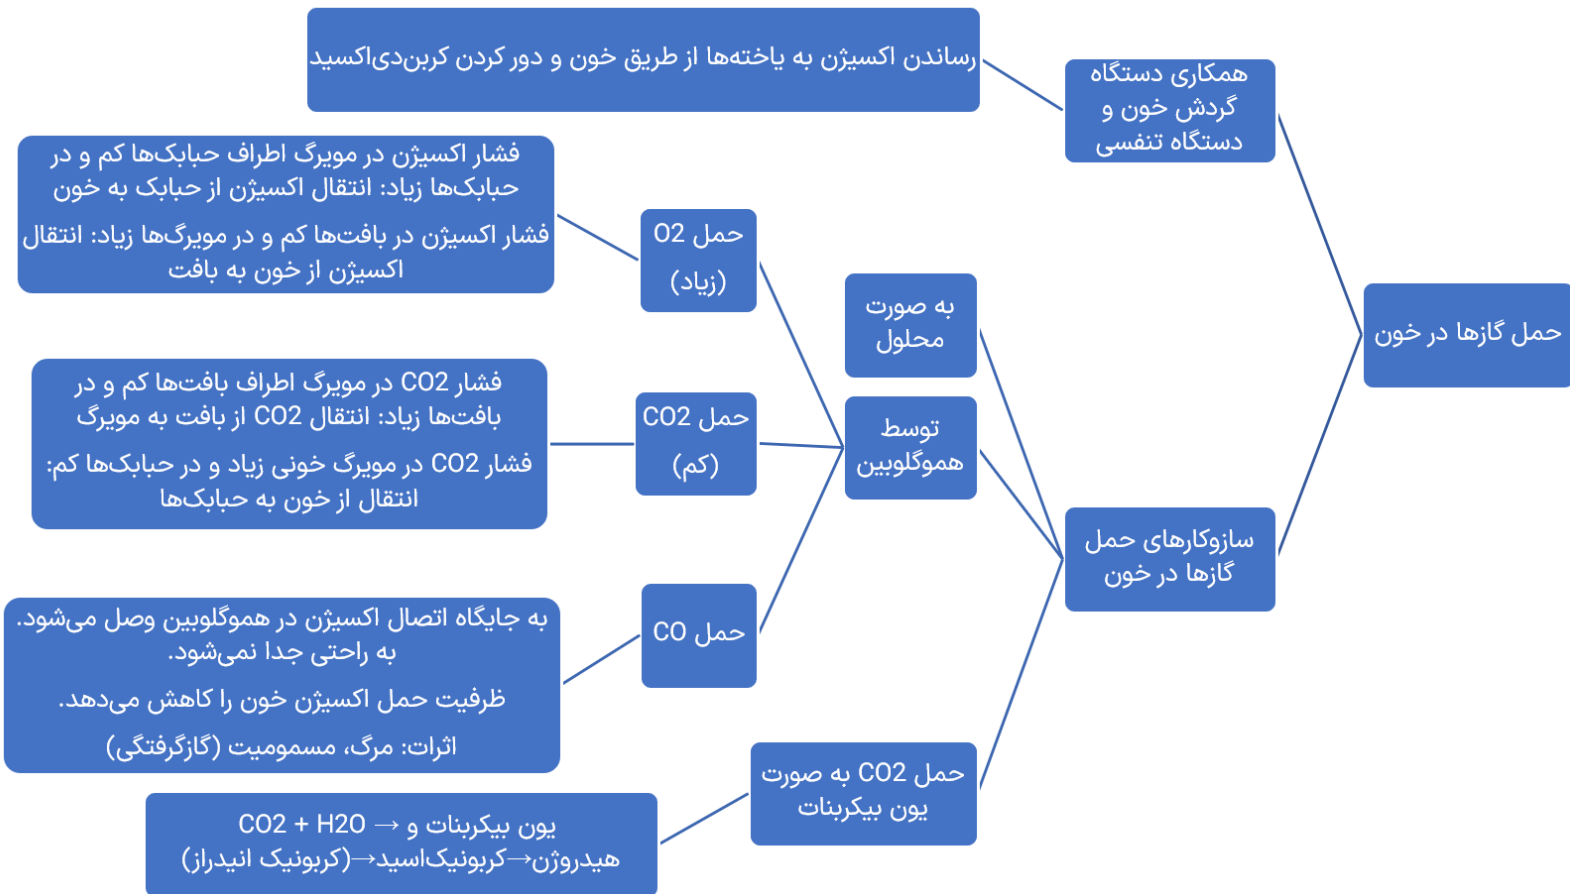 حمل گازها در خون
همکاری دستگاه
گردش خون و
دستگاه تنفسی
رساندن اکسیژن به یاخته‌ها از طریق خون و دور کردن کربن‌دی‌اکسید
سازوکارهای حمل
گازها در خون
به صورت
محلول
توسط
هموگلوبین
حمل O2
(زیاد)
فشار اکسیژن در مویرگ اطراف حبابک‌ها کم و در
حبابک‌ها زیاد: انتقال اکسیژن از حبابک به خون
فشار اکسیژن در بافت‌ها کم و در مویرگ‌ها زیاد: انتقال
اکسیژن از خون به بافت
حمل CO2
(کم)
فشار CO2 در مویرگ اطراف بافت‌ها کم و در
بافت‌ها زیاد: انتقال CO2 از بافت به مویرگ
فشار CO2 در مویرگ خونی زیاد و در حبابک‌ها کم:
انتقال از خون به حبابک‌ها
حمل CO
به جایگاه اتصال اکسیژن در هموگلوبین وصل می‌شود.
به راحتی جدا نمی‌شود.
ظرفیت حمل اکسیژن خون را کاهش می‌دهد.
اثرات: مرگ، مسمومیت (گازگرفتگی)
حمل CO2 به صورت
یون بیکربنات
یون بیکربنات و → CO2 + H2O
هیدروژن→کربونیک‌اسید→(کربونیک انیدراز)